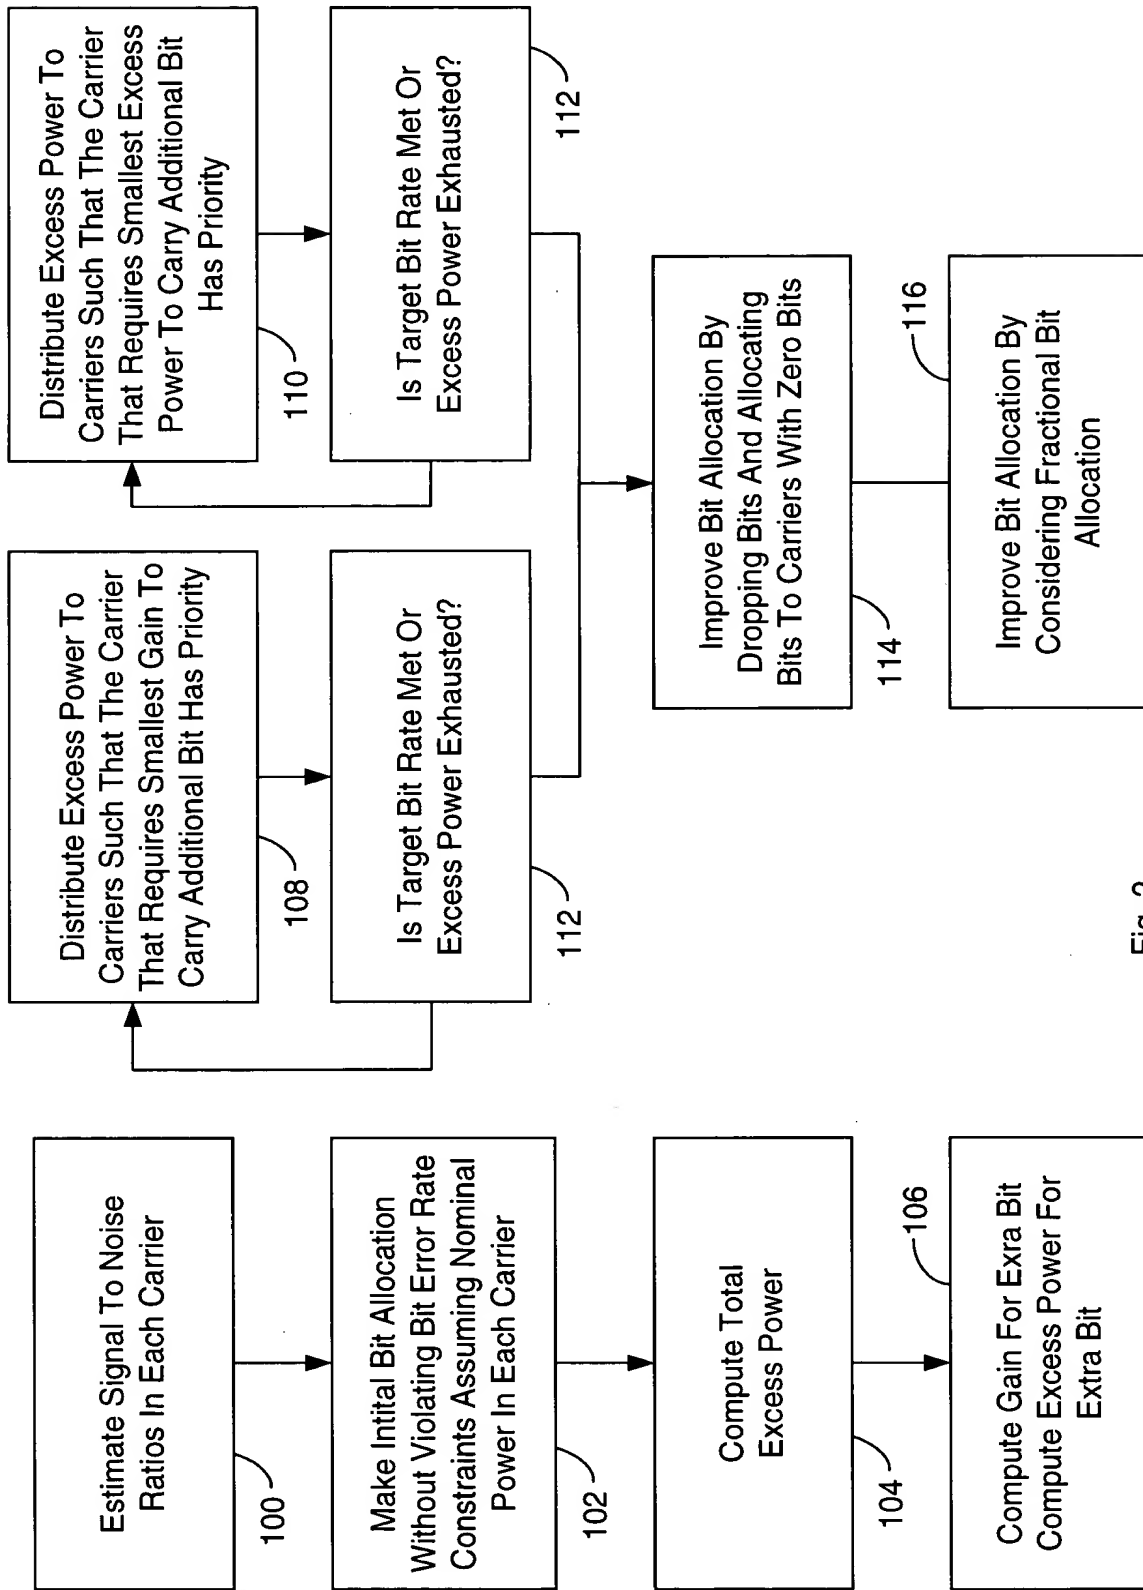 Estimate Signal To Noise
Ratios In Each Carrier
100
Make Intital Bit Allocation
Without Violating Bit Error Rate
Constraints Assuming Nominal
Power In Each Carrier
102
Compute Total
Excess Power
104
Compute Gain For Exra Bit
Compute Excess Power For
Extra Bit
106
Distribute Excess Power To
Carriers Such That The Carrier
That Requires Smallest Gain To
Carry Additional Bit Has Priority
108
Is Target Bit Rate Met Or
Excess Power Exhausted?
112
Distribute Excess Power To
Carriers Such That The Carrier
That Requires Smallest Excess
Power To Carry Additional Bit
Has Priority
110
Is Target Bit Rate Met Or
Excess Power Exhausted?
112
Improve Bit Allocation By
Dropping Bits And Allocating
Bits To Carriers With Zero Bits
114
Improve Bit Allocation By
Considering Fractional Bit
Allocation
116
Fig. 2